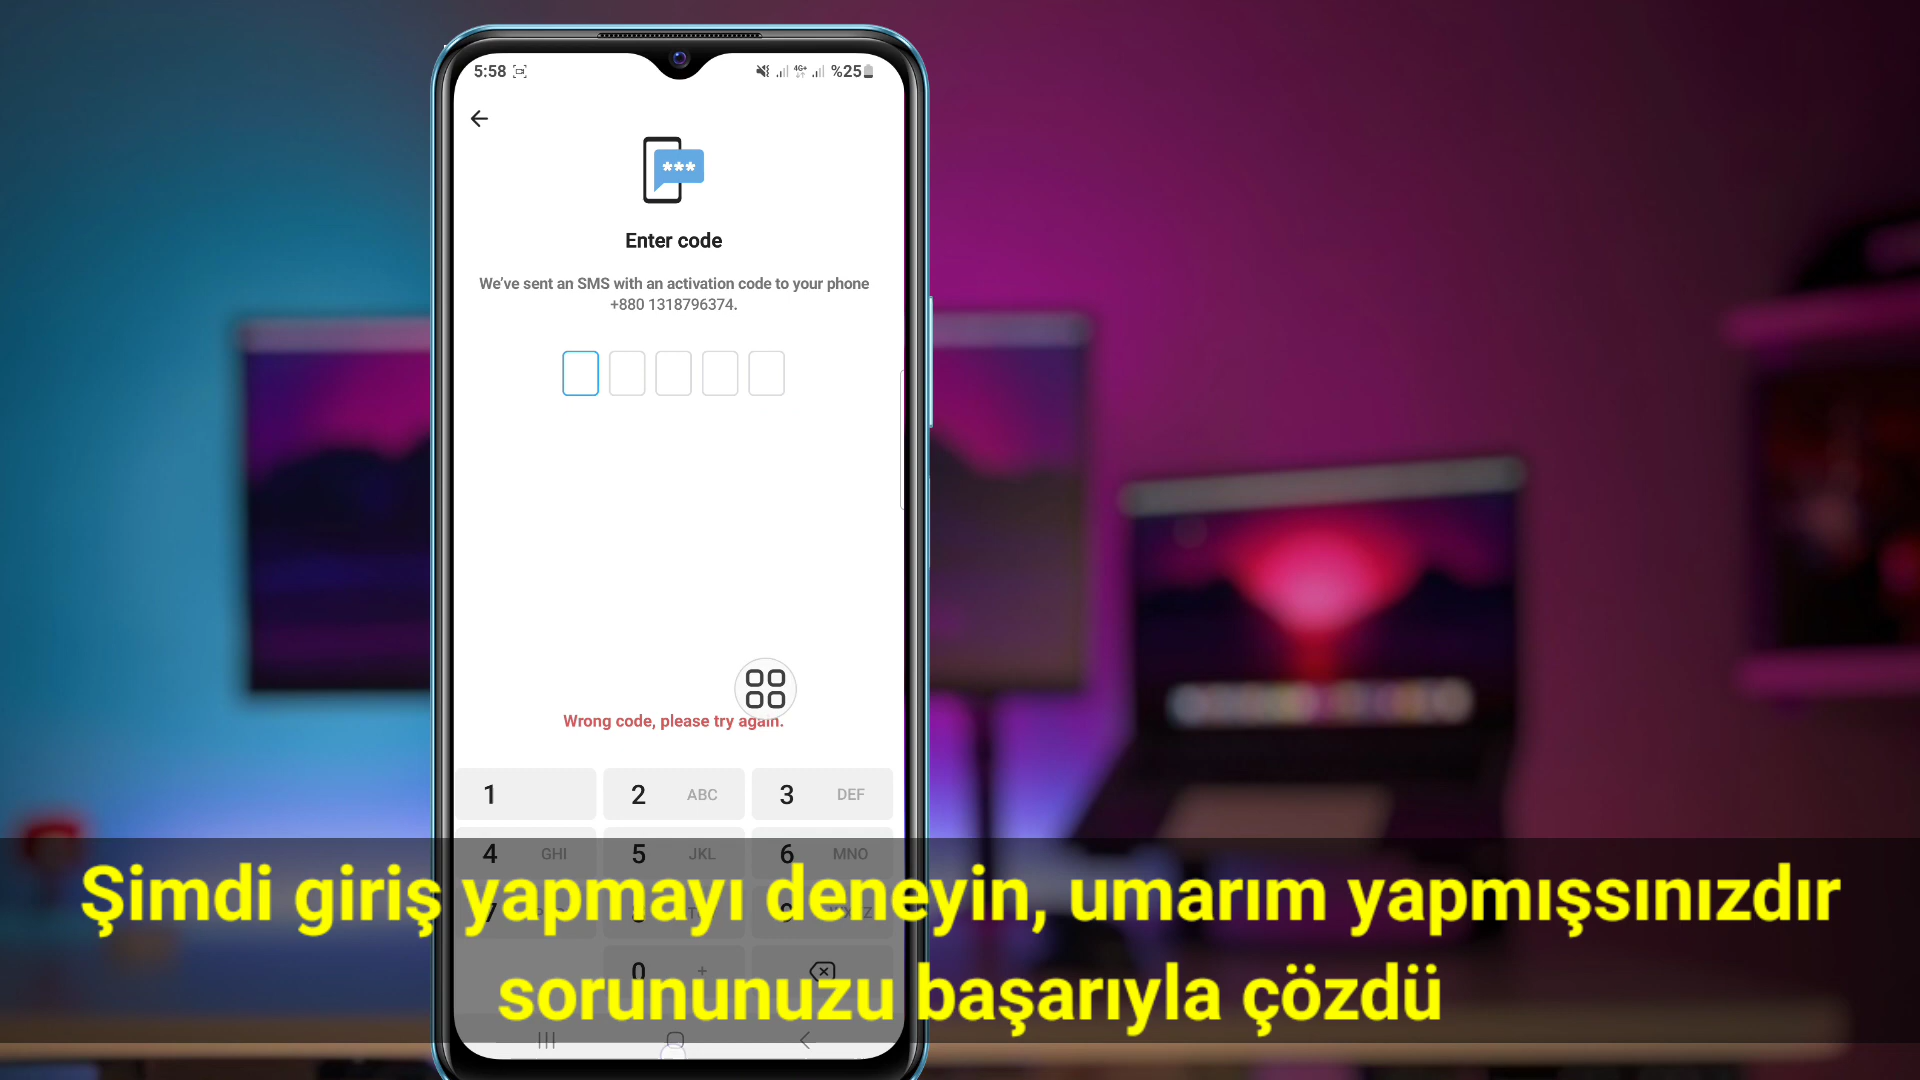 5:58 4G+ %25
***
Enter code
We've sent an SMS with an activation code to your phone
+880 1318796374.
Wrong code, please try again.
1 2 ABC 3 DEF
4 GHI 5 JKL 6 MNO
Şimdi giriş yapmayı deneyin, umarım yapmışsınızdır
0 +
sorununuzu başarıyla çözdü